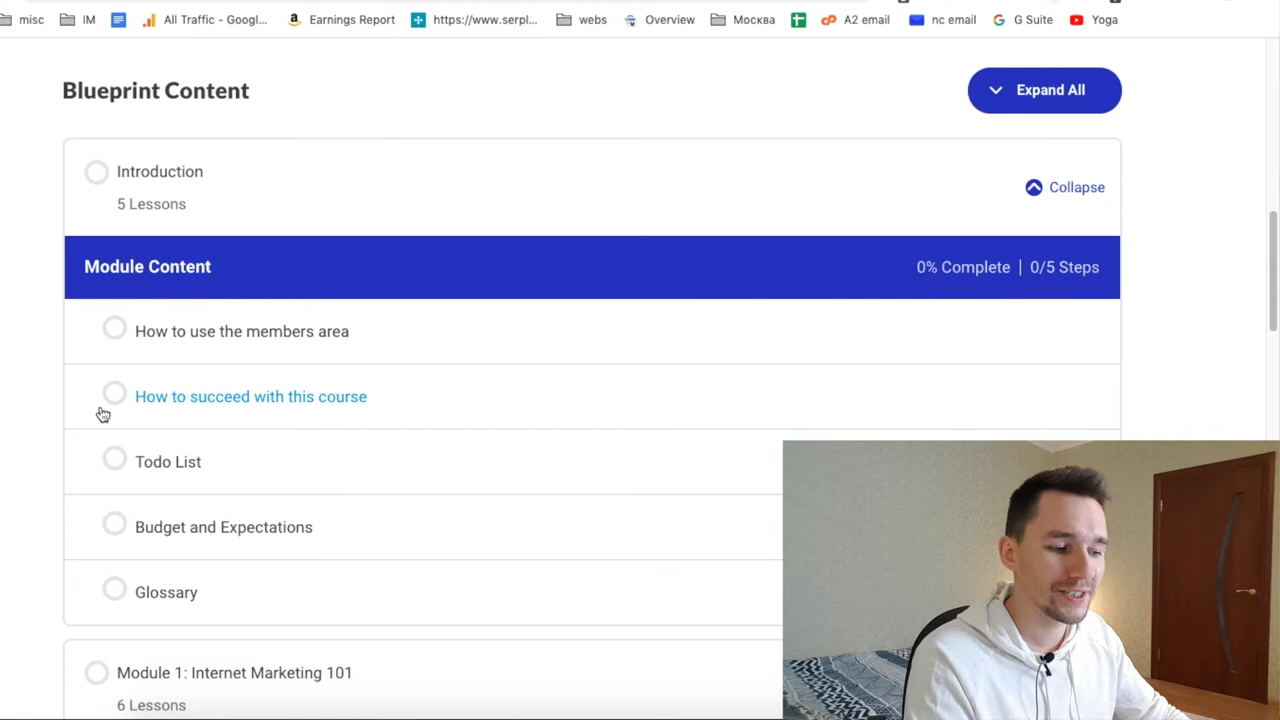 misc IM All Traffic - Googl... Earnings Report https://www.serpl... webs Overview Москва A2 email nc email G Suite Yoga
Blueprint Content
Expand All
Introduction
5 Lessons
Collapse
Module Content
0% Complete | 0/5 Steps
How to use the members area
How to succeed with this course
Todo List
Budget and Expectations
Glossary
Module 1: Internet Marketing 101
6 Lessons